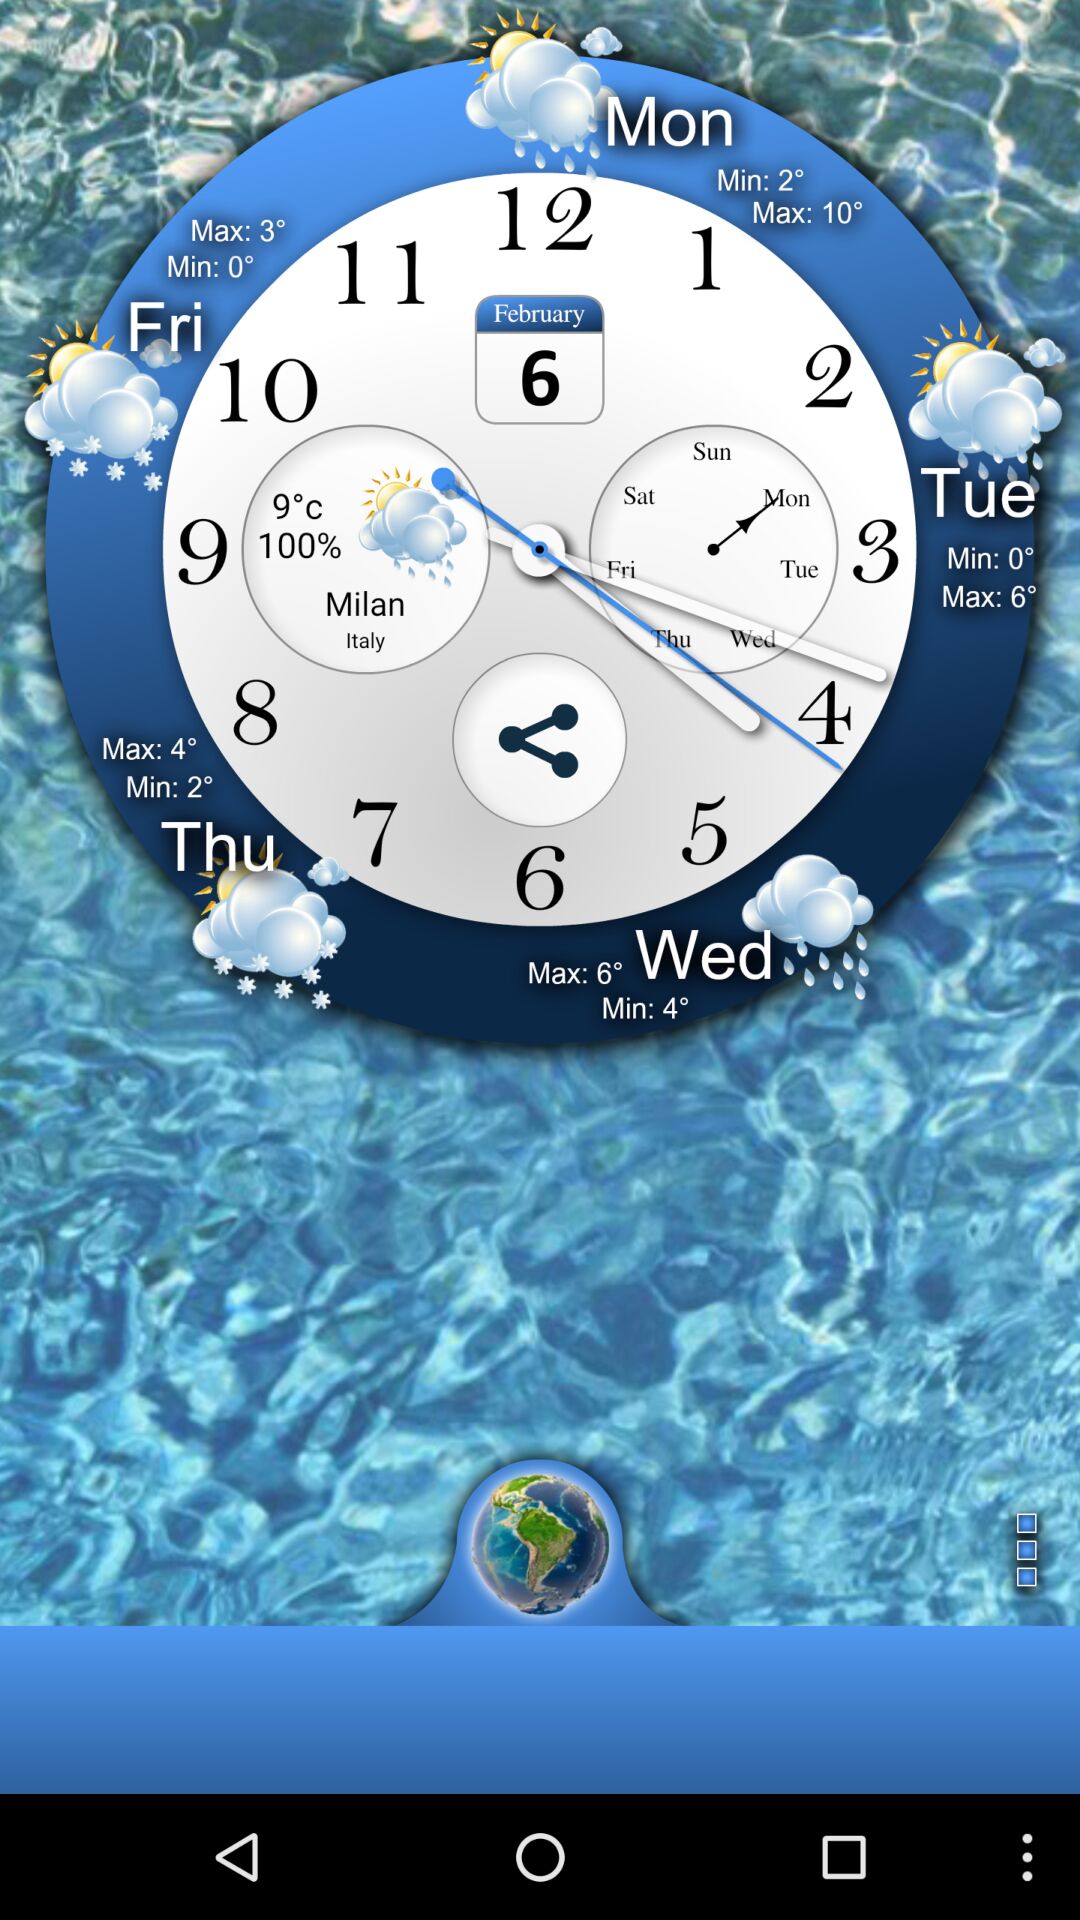 Mon
Min: 2°
Max: 10°
Max: 3°
Min: 0°
Fri
Tue
Min: 0°
Max: 6°
Max: 4°
Min: 2°
Thu
Wed
Max: 6°
Min: 4°
12
1
2
3
4
5
6
7
8
9
10
11
February
6
9°c
100%
Milan
Italy
Sun
Mon
Tue
Wed
Thu
Fri
Sat